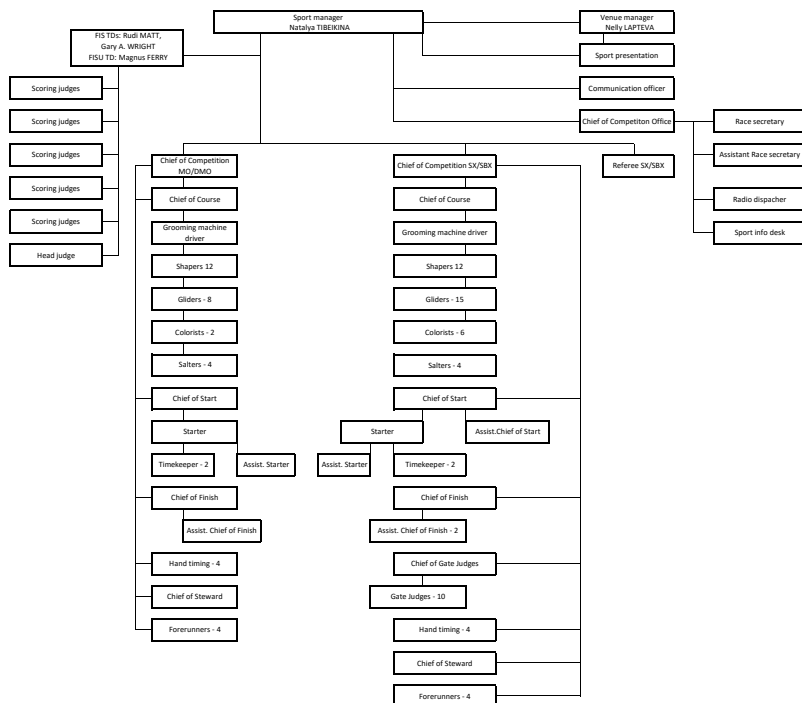 Sport manager
Natalya TIBEIKINA
Venue manager
Nelly LAPTEVA
FIS TDs: Rudi MATT,
Gary A. WRIGHT
FISU TD: Magnus FERRY
Sport presentation
Scoring judges
Communication officer
Scoring judges
Chief of Competiton Office
Race secretary
Scoring judges
Chief of Competition
MO/DMO
Chief of Competition SX/SBX
Referee SX/SBX
Assistant Race secretary
Scoring judges
Chief of Course
Chief of Course
Radio dispacher
Scoring judges
Grooming machine
driver
Grooming machine driver
Sport info desk
Head judge
Shapers 12
Shapers 12
Gliders - 8
Gliders - 15
Colorists - 2
Colorists - 6
Salters - 4
Salters - 4
Chief of Start
Chief of Start
Starter
Starter
Assist.Chief of Start
Timekeeper - 2
Assist. Starter
Assist. Starter
Timekeeper - 2
Chief of Finish
Chief of Finish
Assist. Chief of Finish
Assist. Chief of Finish - 2
Hand timing - 4
Chief of Gate Judges
Chief of Steward
Gate Judges - 10
Forerunners - 4
Hand timing - 4
Chief of Steward
Forerunners - 4